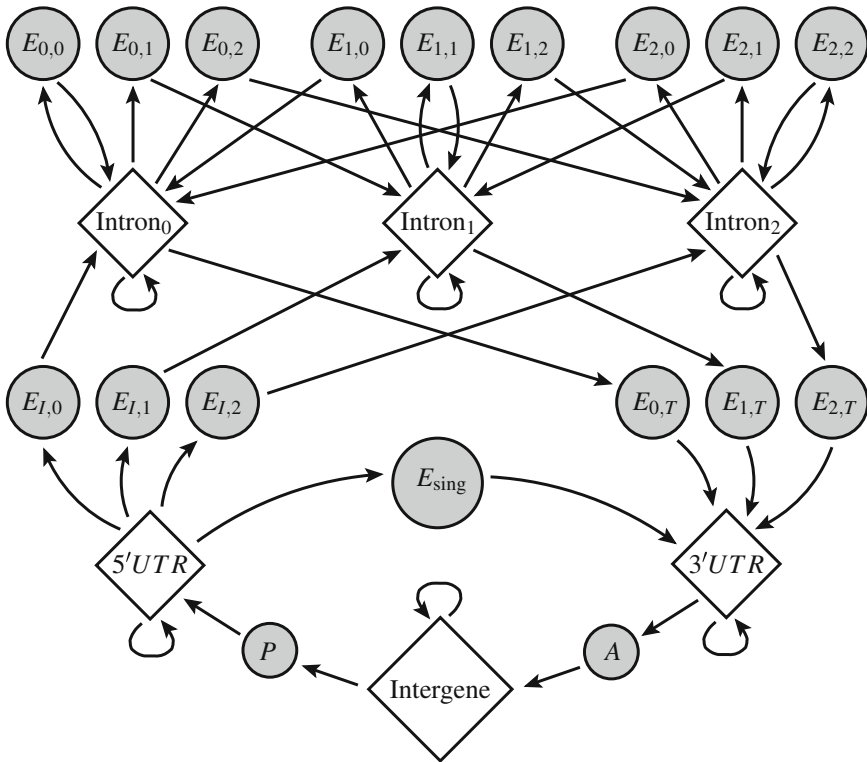 E0,0 E0,1 E0,2 E1,0 E1,1 E1,2 E2,0 E2,1 E2,2
Intron0 Intron1 Intron2
EI,0 EI,1 EI,2 E0,T E1,T E2,T
Esing
5′UTR 3′UTR
P A
Intergene